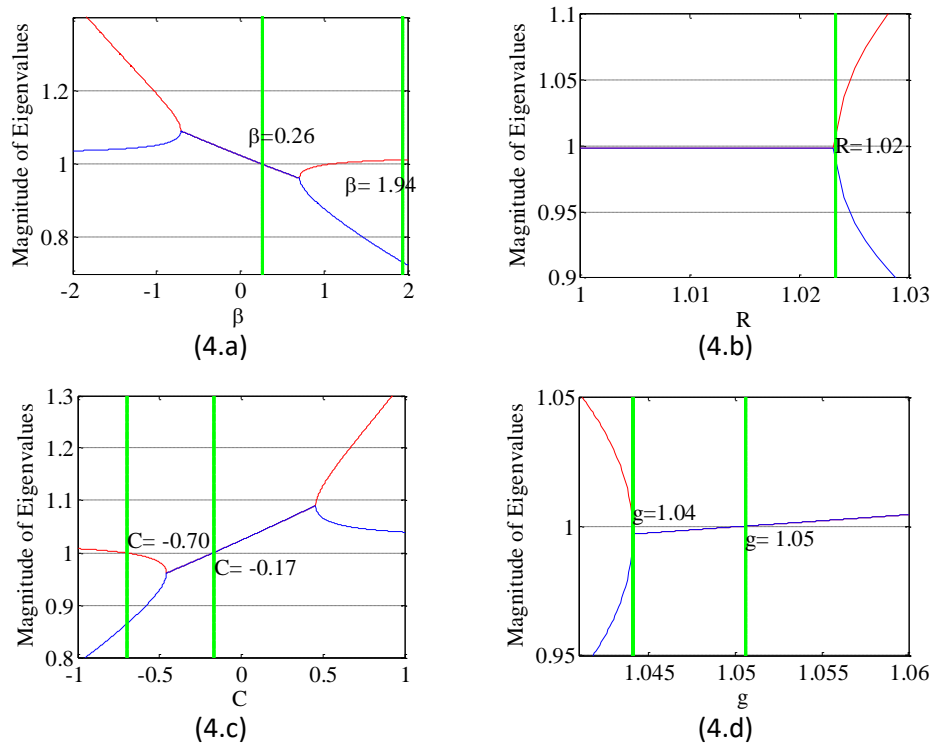 Magnitude of Eigenvalues
1.2
1
0.8
β=0.26
β= 1.94
-2
-1
0
1
2
β
(4.a)
Magnitude of Eigenvalues
1.1
1.05
1
0.95
0.9
R=1.02
1
1.01
1.02
1.03
R
(4.b)
Magnitude of Eigenvalues
1.3
1.2
1.1
1
0.9
0.8
C= -0.70
C= -0.17
-1
-0.5
0
0.5
1
C
(4.c)
Magnitude of Eigenvalues
1.05
1
0.95
g=1.04
g= 1.05
1.045
1.05
1.055
1.06
g
(4.d)